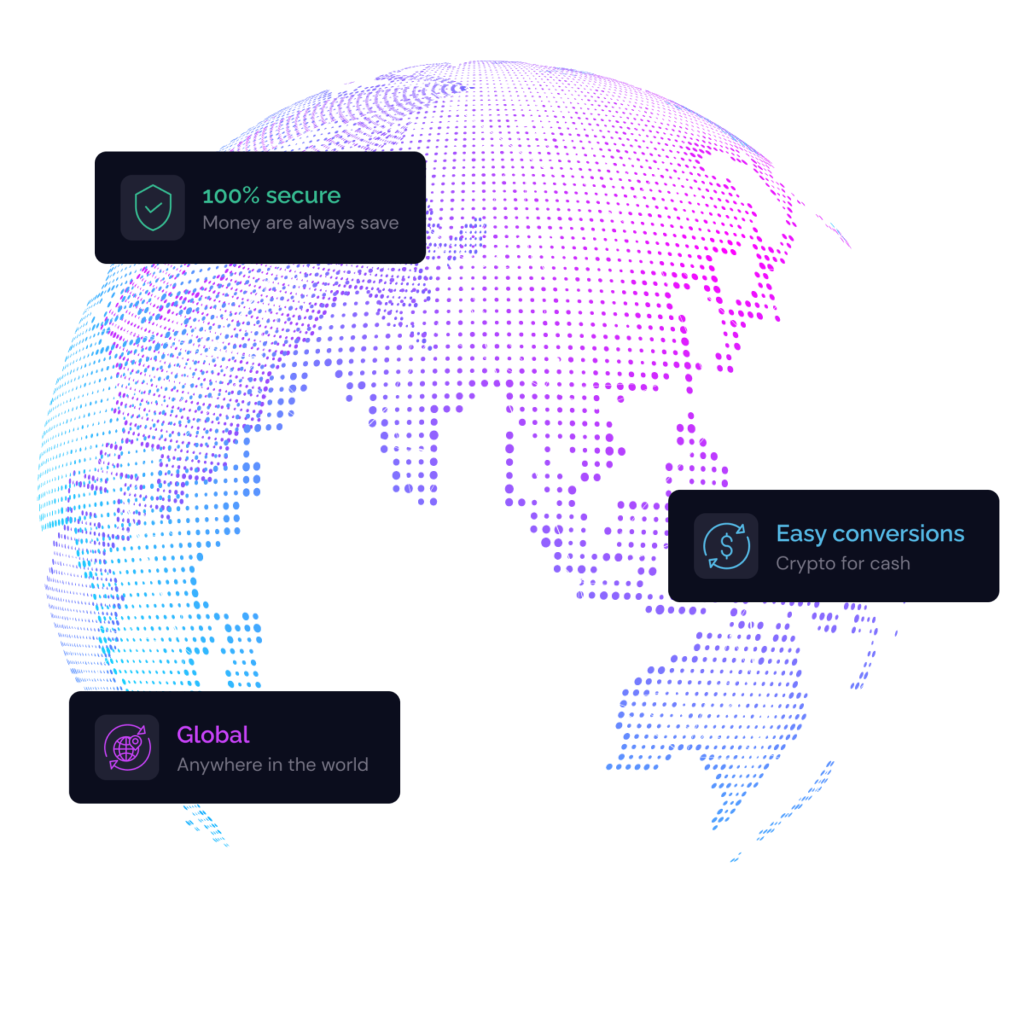 100% secure
Money are always save
Easy conversions
Crypto for cash
Global
Anywhere in the world